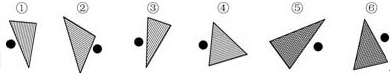 ① ② ③ ④ ⑤ ⑥